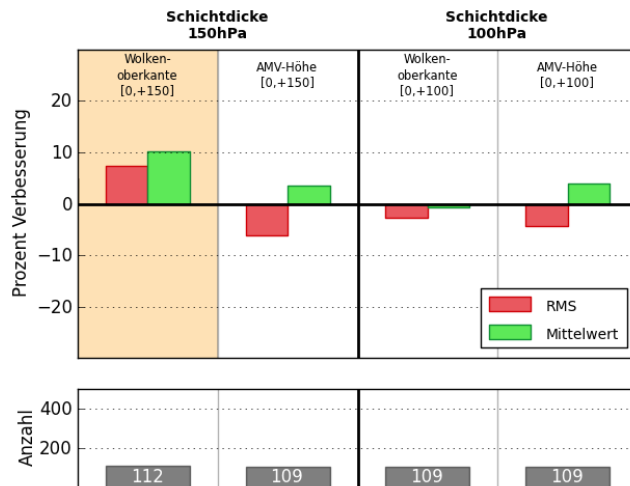 Schichtdicke
150hPa
Schichtdicke
100hPa
Wolken-
oberkante
[0,+150]
AMV-Höhe
[0,+150]
Wolken-
oberkante
[0,+100]
AMV-Höhe
[0,+100]
Prozent Verbesserung
20
10
0
−10
−20
RMS
Mittelwert
Anzahl
400
200
112
109
109
109